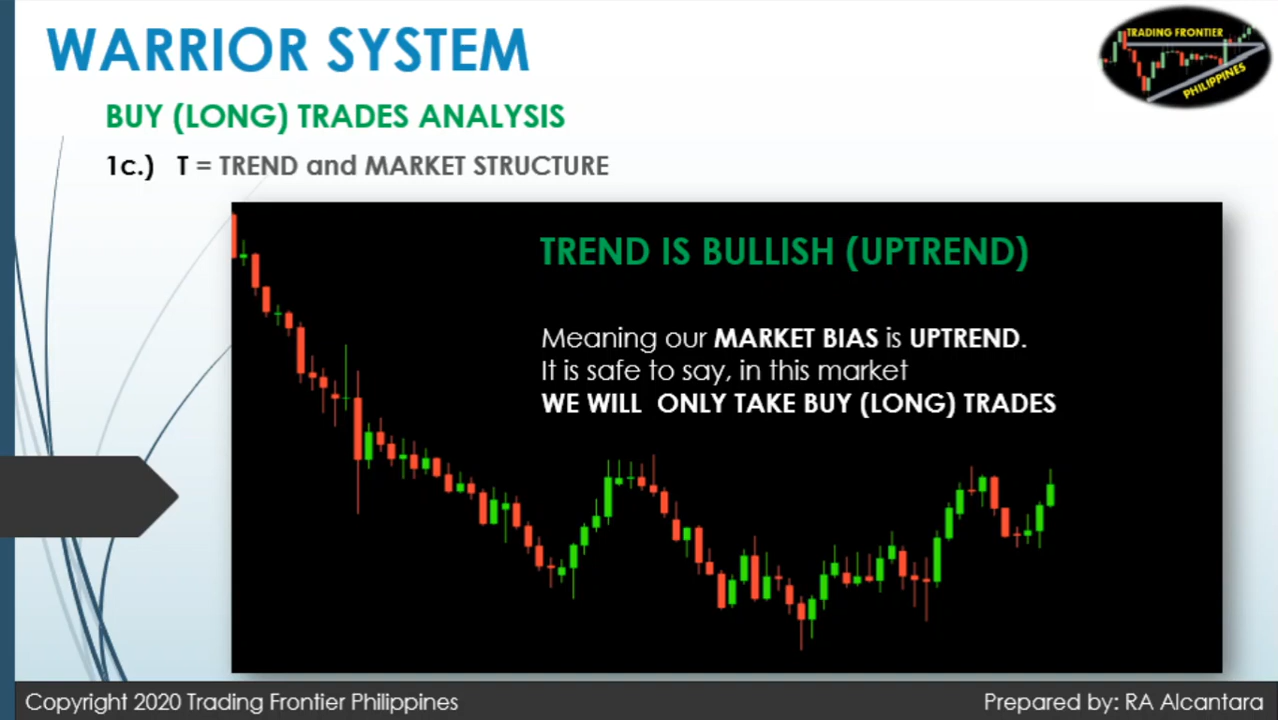 WARRIOR SYSTEM
TRADING FRONTIER
PHILIPPINES
BUY (LONG) TRADES ANALYSIS
1c.) T = TREND and MARKET STRUCTURE
TREND IS BULLISH (UPTREND)
Meaning our MARKET BIAS is UPTREND.
It is safe to say, in this market
WE WILL ONLY TAKE BUY (LONG) TRADES
Copyright 2020 Trading Frontier Philippines
Prepared by: RA Alcantara